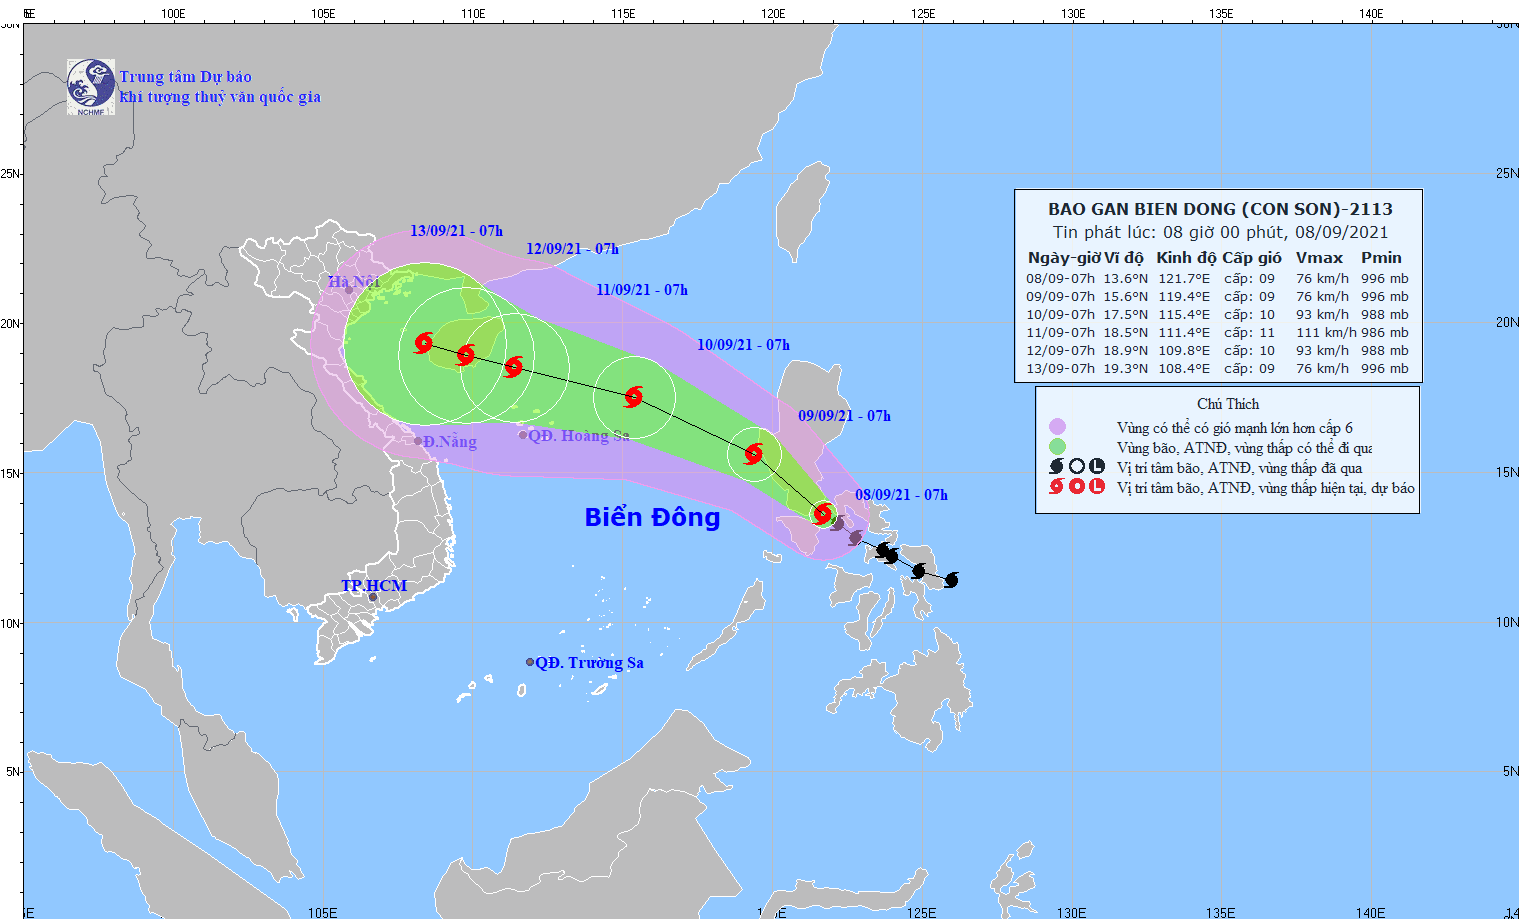 100E 105E 110E 115E 120E 125E 130E 135E 140E
Trung tâm Dự báo
khí tượng thuỷ văn quốc gia
NCHMF
25N 25N
20N 20N
15N 15N
10N 10N
5N 5N
13/09/21 - 07h
12/09/21 - 07h
11/09/21 - 07h
10/09/21 - 07h
09/09/21 - 07h
08/09/21 - 07h
Hà Nội
Đ.Nẵng
QĐ. Hoàng Sa
Biển Đông
TP.HCM
QĐ. Trường Sa
BAO GAN BIEN DONG (CON SON)-2113
Tin phát lúc: 08 giờ 00 phút, 08/09/2021
Ngày-giờ Vĩ độ Kinh độ Cấp gió Vmax Pmin
08/09-07h 13.6°N 121.7°E cấp: 09 76 km/h 996 mb
09/09-07h 15.6°N 119.4°E cấp: 09 76 km/h 996 mb
10/09-07h 17.5°N 115.4°E cấp: 10 93 km/h 988 mb
11/09-07h 18.5°N 111.4°E cấp: 11 111 km/h 986 mb
12/09-07h 18.9°N 109.8°E cấp: 10 93 km/h 988 mb
13/09-07h 19.3°N 108.4°E cấp: 09 76 km/h 996 mb
Chú Thích
Vùng có thể có gió mạnh lớn hơn cấp 6
Vùng bão, ATNĐ, vùng thấp có thể đi qua
Vị trí tâm bão, ATNĐ, vùng thấp đã qua
Vị trí tâm bão, ATNĐ, vùng thấp hiện tại, dự báo
105E 110E 115E 120E 125E 130E 135E 140E